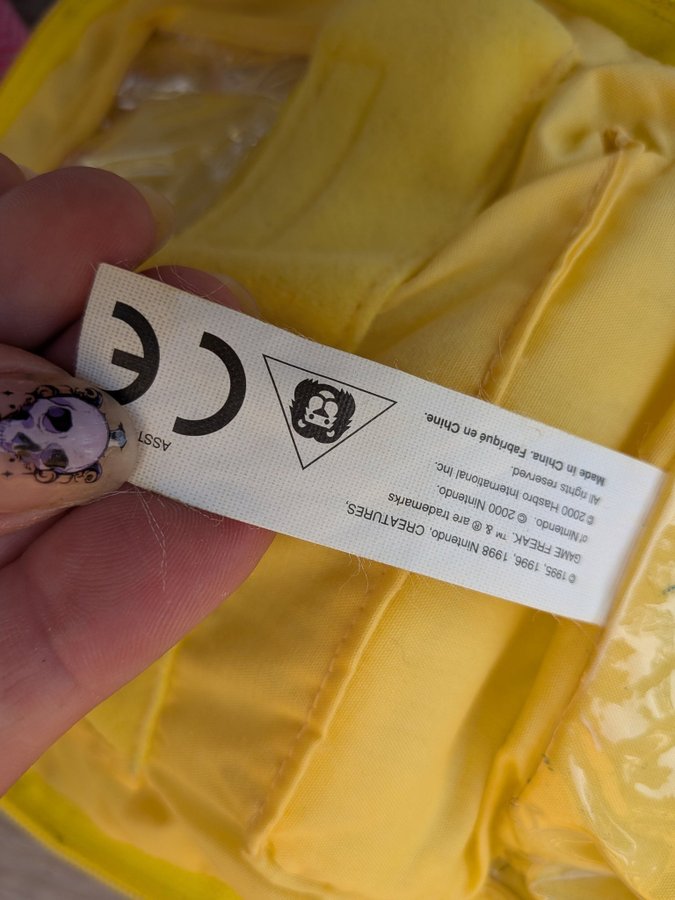 © 1995, 1996, 1998 Nintendo, CREATURES,
GAME FREAK. ™ & ® are trademarks
of Nintendo. © 2000 Nintendo.
© 2000 Hasbro International Inc.
All rights reserved.
Made in China. Fabriqué en Chine.
CE
ASST